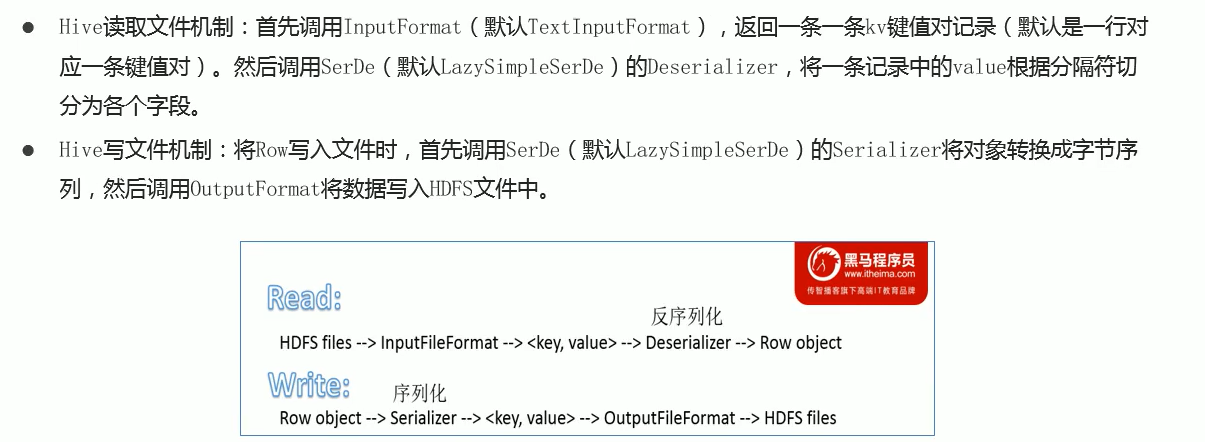 ● Hive读取文件机制：首先调用InputFormat（默认TextInputFormat），返回一条一条kv键值对记录（默认是一行对
应一条键值对）。然后调用SerDe（默认LazySimpleSerDe）的Deserializer，将一条记录中的value根据分隔符切
分为各个字段。
● Hive写文件机制：将Row写入文件时，首先调用SerDe（默认LazySimpleSerDe）的Serializer将对象转换成字节序
列，然后调用OutputFormat将数据写入HDFS文件中。
黑马程序员
www.itheima.com
传智播客旗下高端IT教育品牌
Read:
反序列化
HDFS files --> InputFileFormat --> <key, value> --> Deserializer --> Row object
Write:
序列化
Row object --> Serializer --> <key, value> --> OutputFileFormat --> HDFS files